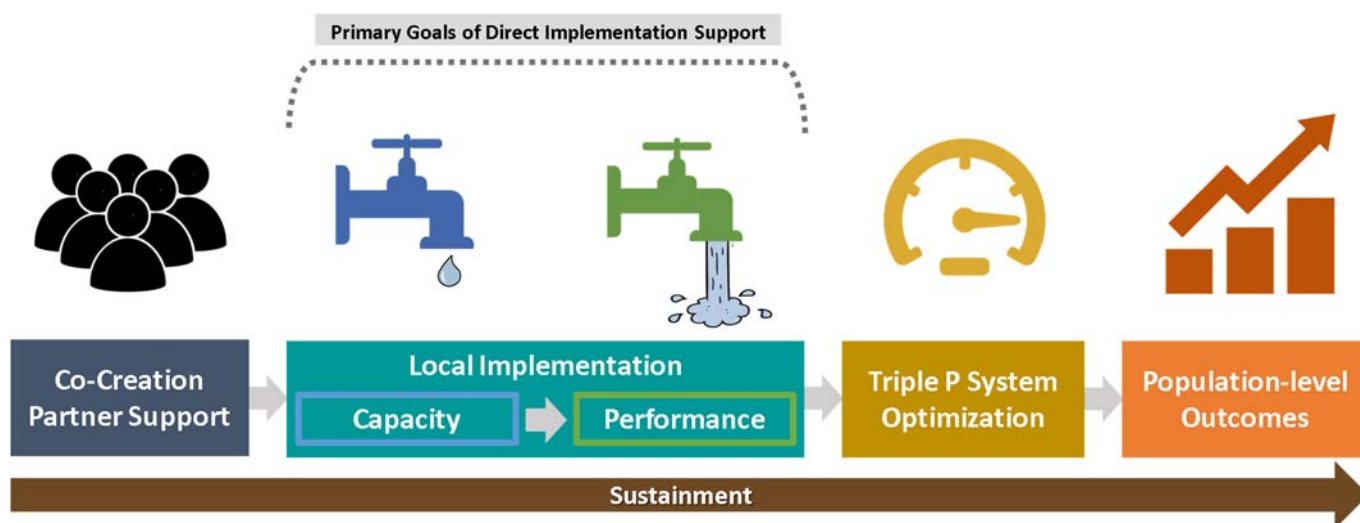 Primary Goals of Direct Implementation Support
Co-Creation
Partner Support
Local Implementation
Capacity
Performance
Triple P System
Optimization
Population-level
Outcomes
Sustainment